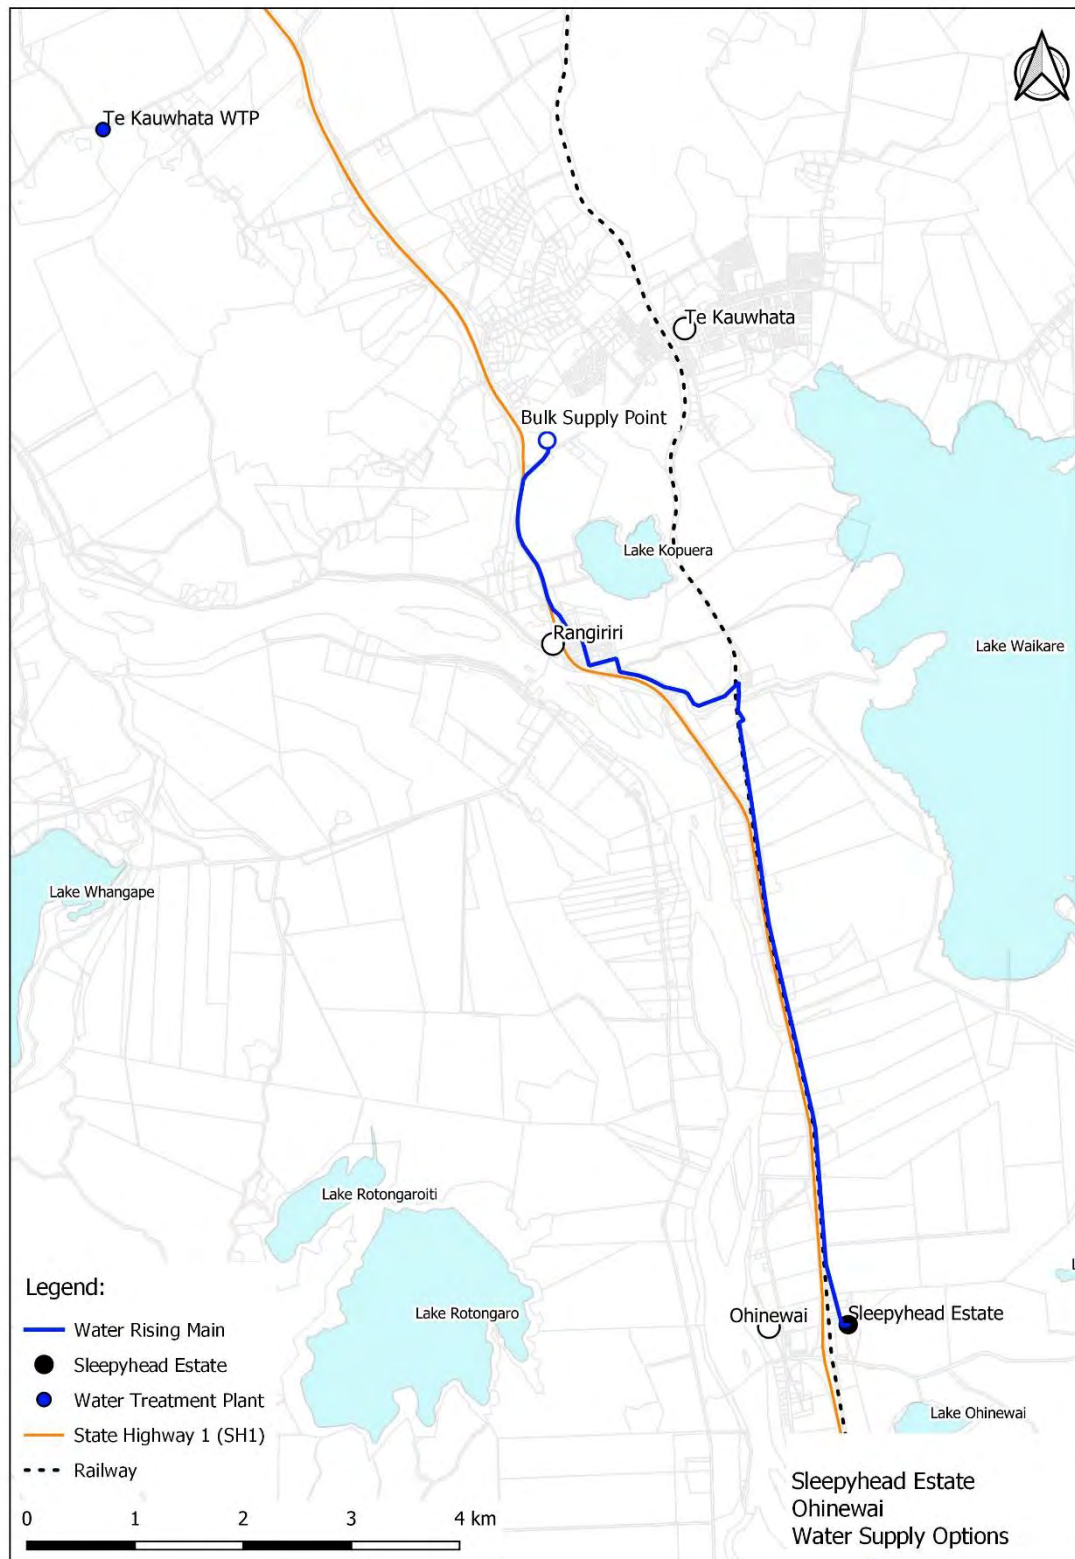 Te Kauwhata WTP
Te Kauwhata
Bulk Supply Point
Lake Kopuera
Rangiriri
Lake Waikare
Lake Whangape
Lake Rotongaroiti
Lake Rotongaro
Ohinewai
Sleepyhead Estate
Lake Ohinewai
L
Legend:
Water Rising Main
Sleepyhead Estate
Water Treatment Plant
State Highway 1 (SH1)
Railway
0 1 2 3 4 km
Sleepyhead Estate
Ohinewai
Water Supply Options